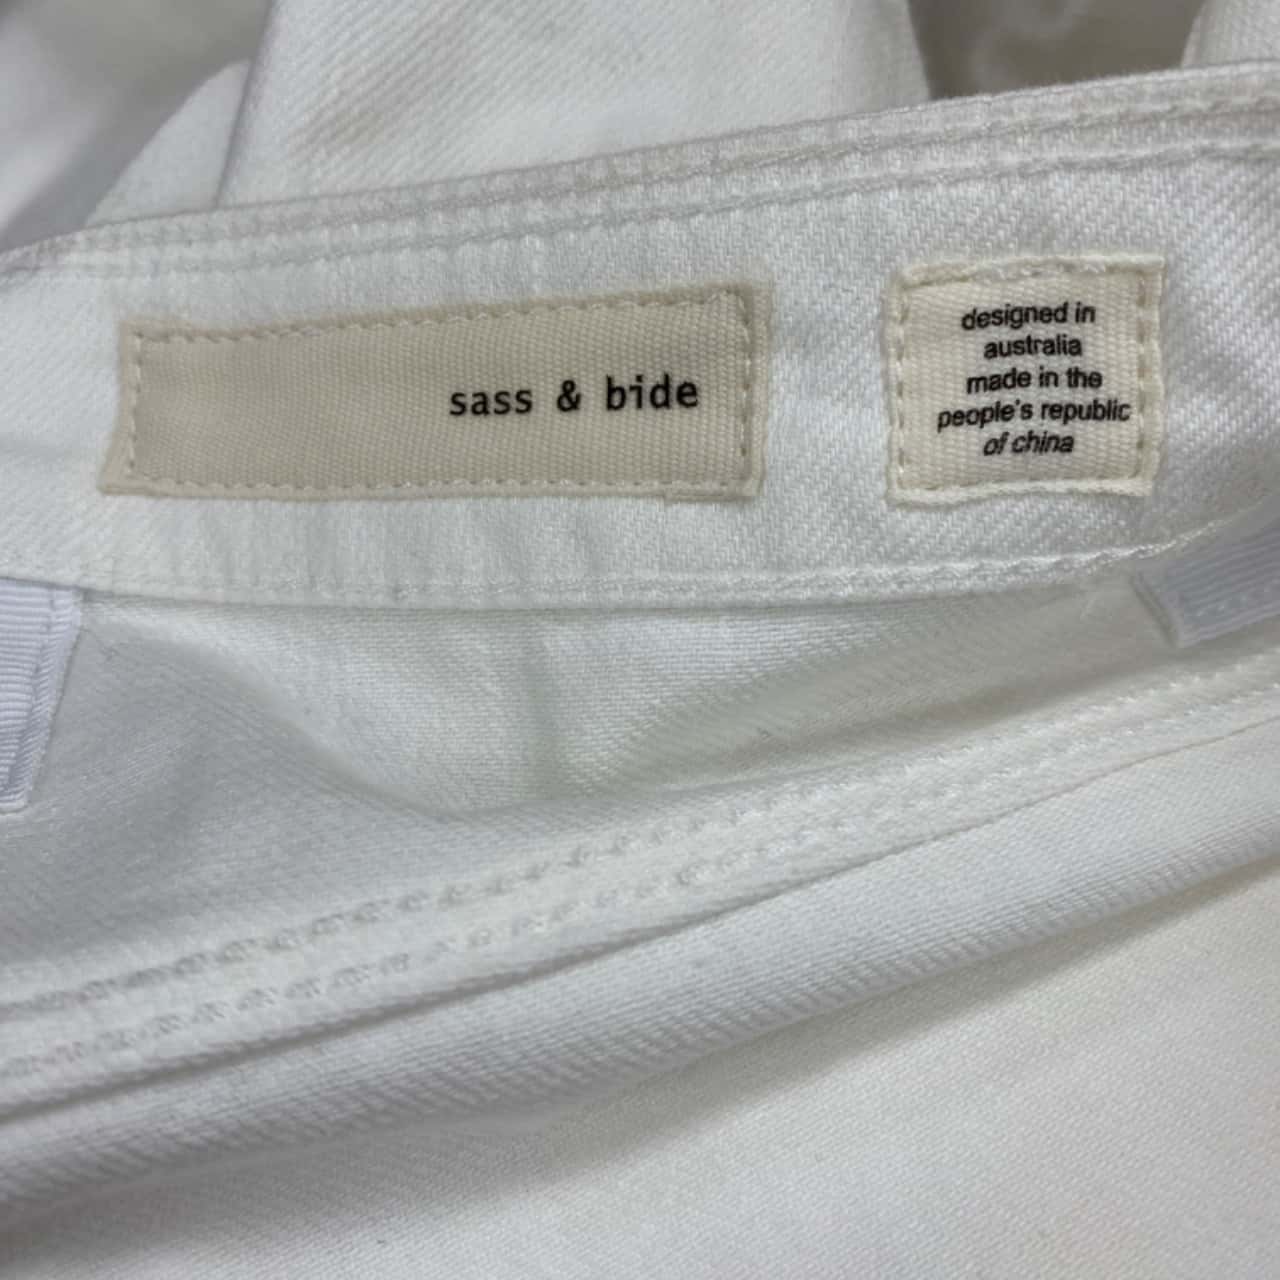 sass & bide
designed in
australia
made in the
people's republic
of china